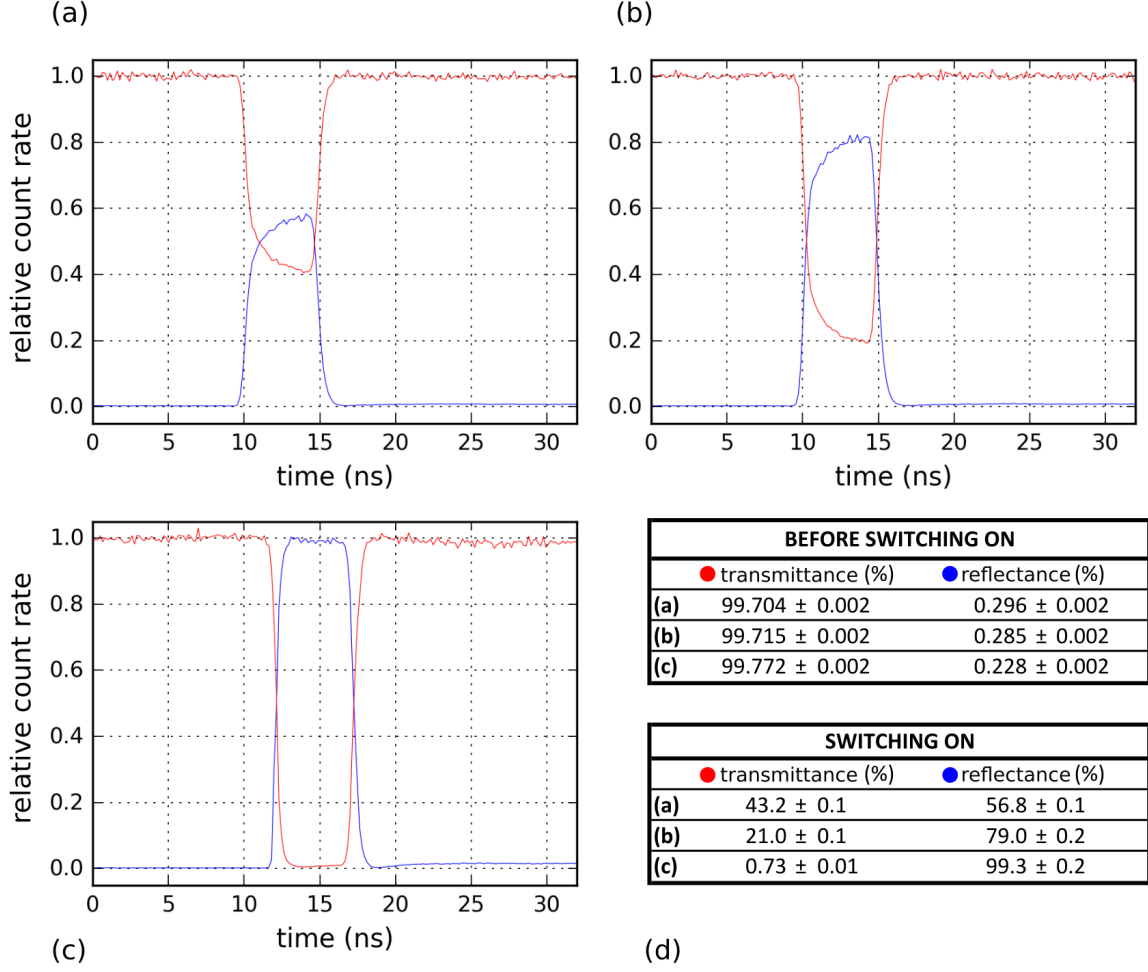 (a)
(b)
relative count rate
1.0
0.8
0.6
0.4
0.2
0.0
0 5 10 15 20 25 30
time (ns)
1.0
0.8
0.6
0.4
0.2
0.0
0 5 10 15 20 25 30
time (ns)
relative count rate
1.0
0.8
0.6
0.4
0.2
0.0
0 5 10 15 20 25 30
time (ns)
BEFORE SWITCHING ON
transmittance (%) reflectance (%)
(a) 99.704 ± 0.002 0.296 ± 0.002
(b) 99.715 ± 0.002 0.285 ± 0.002
(c) 99.772 ± 0.002 0.228 ± 0.002
SWITCHING ON
transmittance (%) reflectance (%)
(a) 43.2 ± 0.1 56.8 ± 0.1
(b) 21.0 ± 0.1 79.0 ± 0.2
(c) 0.73 ± 0.01 99.3 ± 0.2
(c)
(d)